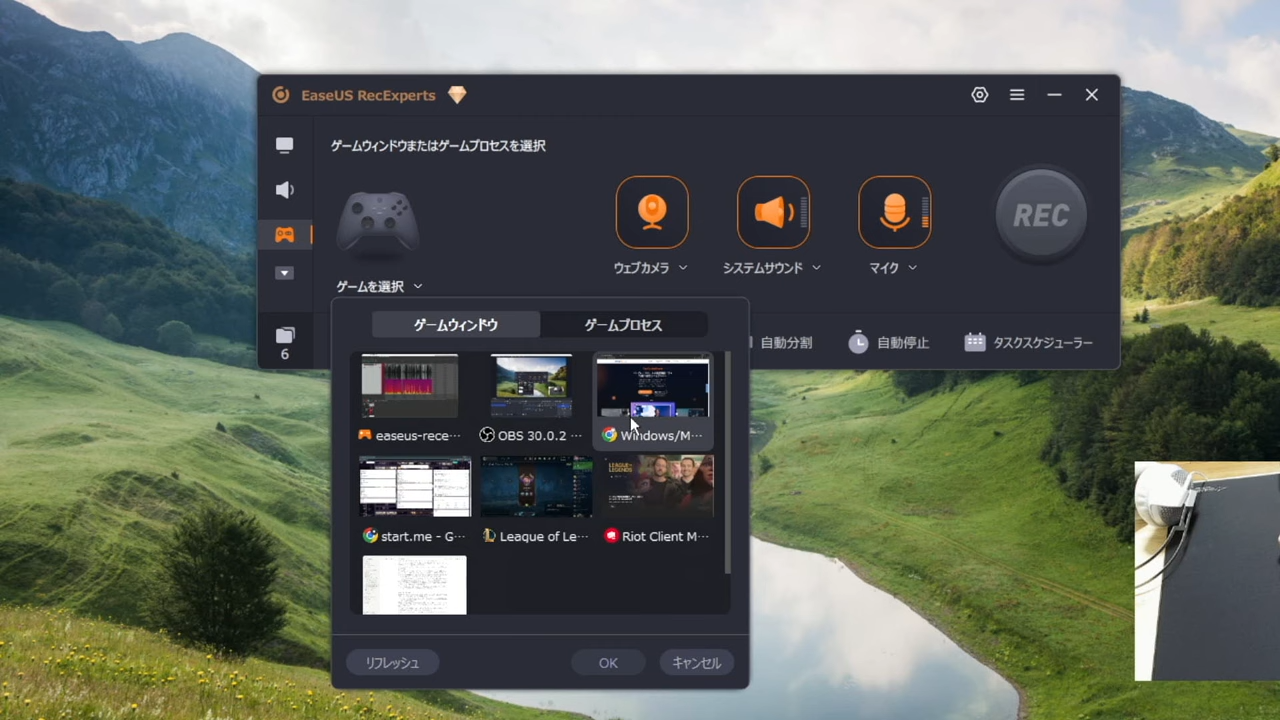 EaseUS RecExperts
ゲームウィンドウまたはゲームプロセスを選択
REC
ウェブカメラ
システムサウンド
マイク
ゲームを選択
6
自動分割
自動停止
タスクスケジューラー
ゲームウィンドウ
ゲームプロセス
easeus-rece···
OBS 30.0.2 ···
Windows/M···
LEAGUE OF LEGENDS
start.me - G···
League of Le···
Riot Client M···
リフレッシュ
OK
キャンセル